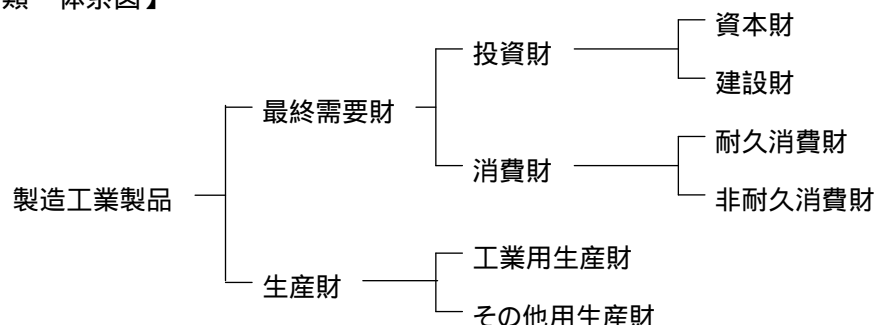 類　体系図】
資本財
投資財
建設財
最終需要財
耐久消費財
消費財
製造工業製品
非耐久消費財
工業用生産財
生産財
その他用生産財